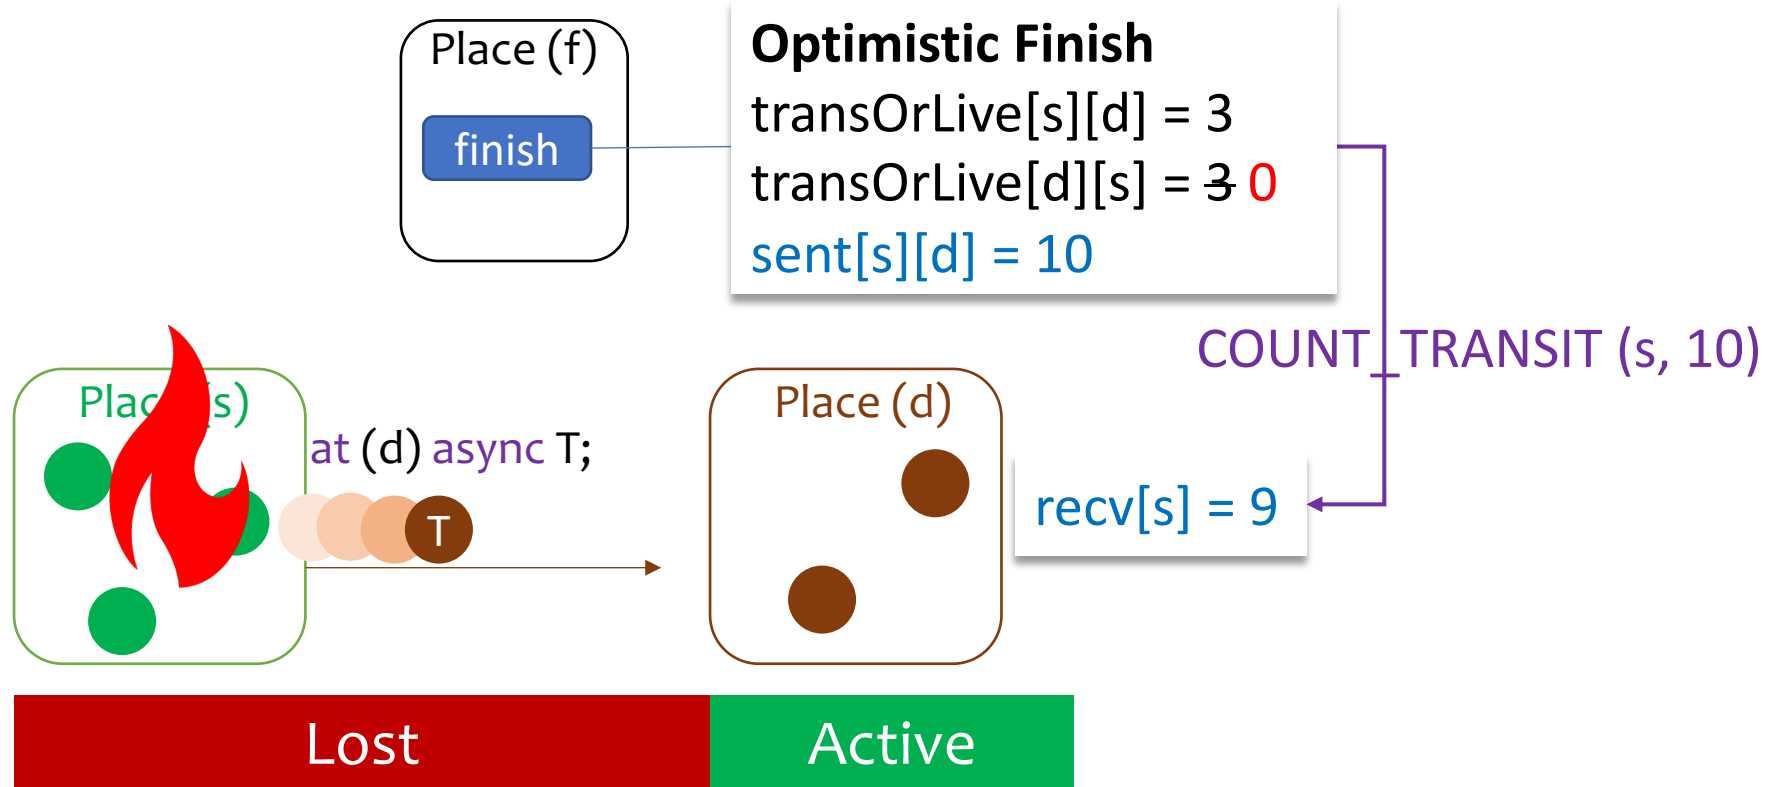 Place (f)
finish
Optimistic Finish
transOrLive[s][d] = 3
transOrLive[d][s] = 3 0
sent[s][d] = 10
COUNT_TRANSIT (s, 10)
Place (s)
at (d) async T;
T
Place (d)
recv[s] = 9
Lost
Active